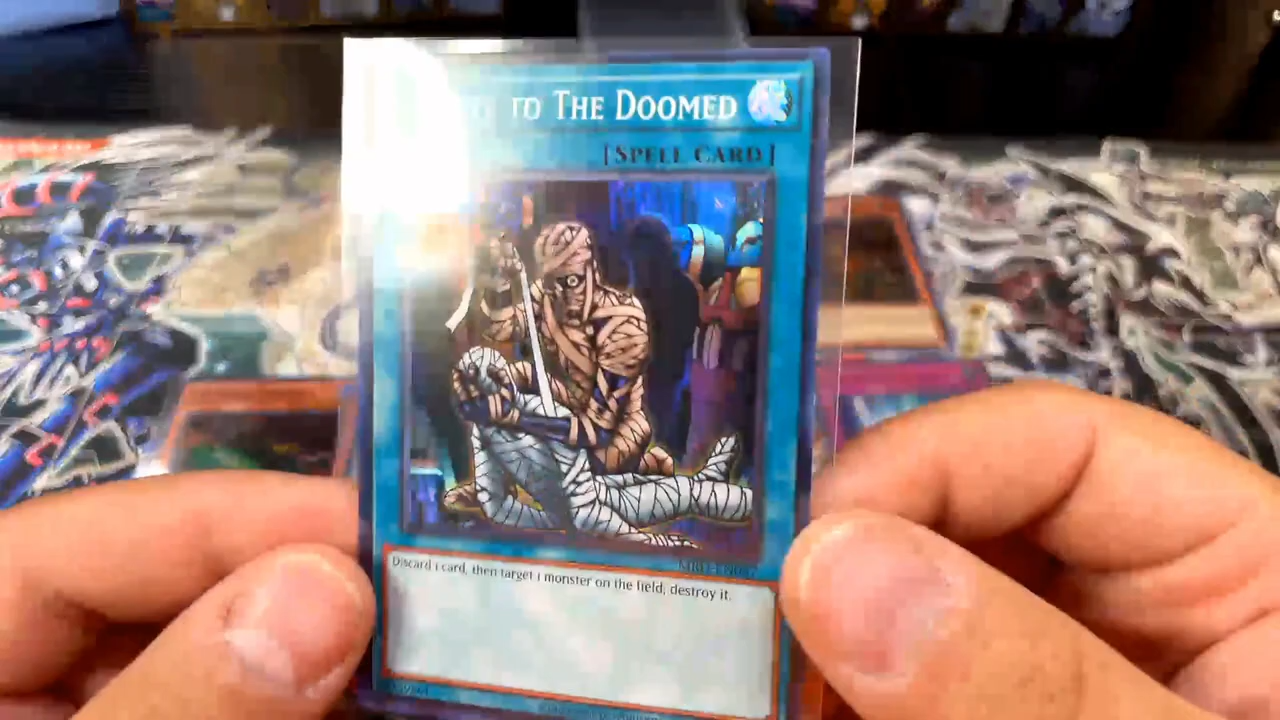 TO THE DOOMED
[SPELL CARD]
Discard 1 card, then target 1 monster on the field, destroy it.